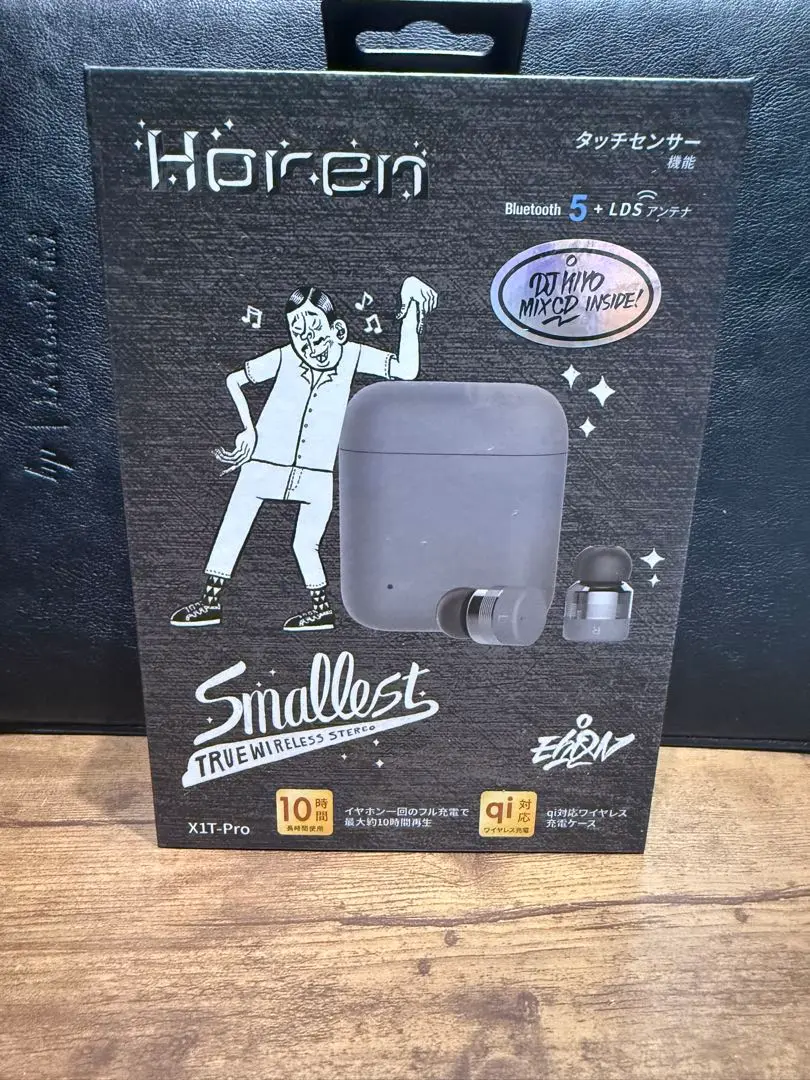 Horen
タッチセンサー
機能
Bluetooth 5 + LDS アンテナ
DJ KIYO
MIX CD INSIDE!
L
R
Smallest
TRUE WIRELESS STEREO
X1T-Pro
10時間
長時間使用
イヤホン一回のフル充電で
最大約10時間再生
qi対応
ワイヤレス充電
qi対応ワイヤレス
充電ケース
hp